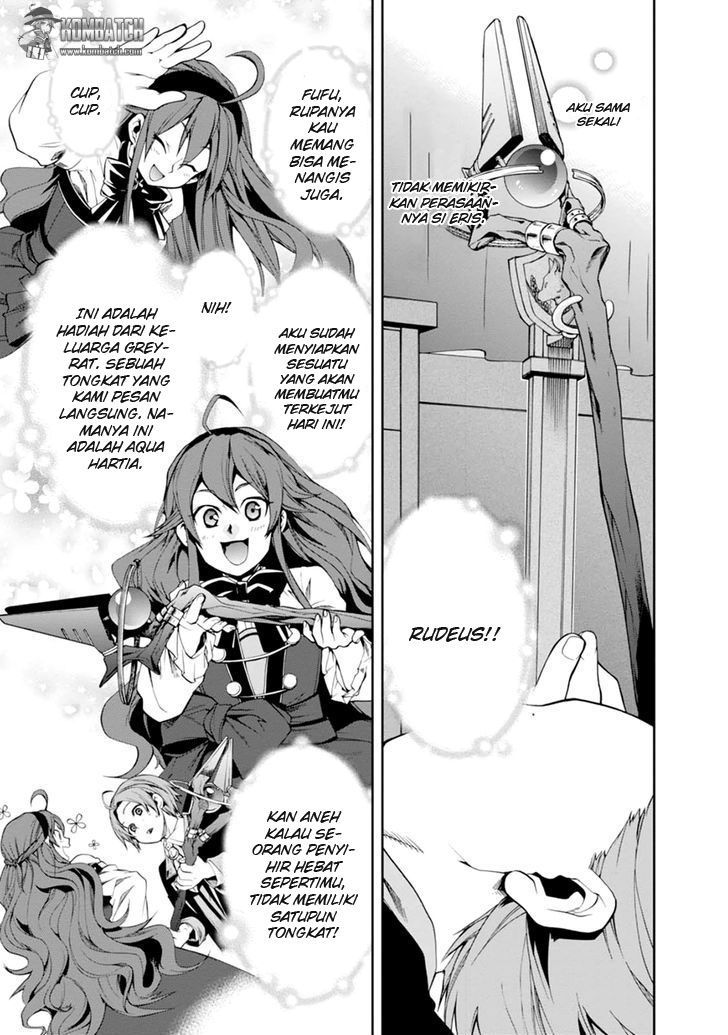 KOMBATCH
www.kombatch.com
AKU SAMA
SEKALI
TIDAK MEMIKIR-
KAN PERASAAN-
NYA SI ERIS.
RUDEUS!!
FUFU,
RUPANYA
KAU
MEMANG
BISA ME-
NANGIS
JUGA.
CUP,
CUP.
AKU SUDAH
MENYIAPKAN
SESUATU
YANG AKAN
MEMBUATMU
TERKEJUT
HARI INI!
NIH!
INI ADALAH
HADIAH DARI KE-
LUARGA GREY-
RAT. SEBUAH
TONGKAT YANG
KAMI PESAN
LANGSUNG. NA-
MANYA INI
ADALAH AQUA
HARTIA.
KAN ANEH
KALAU SE-
ORANG PENYI-
HIR HEBAT
SEPERTIMU,
TIDAK MEMILIKI
SATUPUN
TONGKAT!